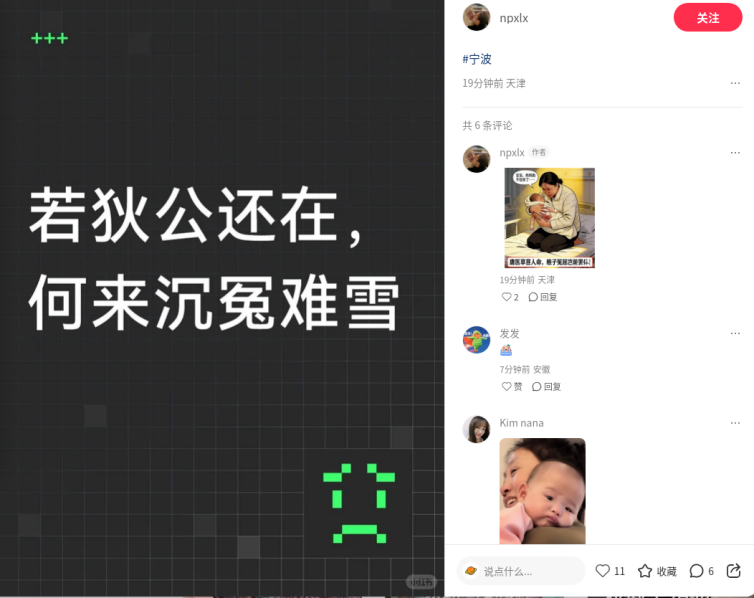 +++
若狄公还在，
何来沉冤难雪
小红书
npxlx
关注
#宁波
19分钟前 天津
共 6 条评论
npxlx 作者
19分钟前 天津
2 回复
发发
7分钟前 安徽
赞 回复
Kim nana
说点什么...
11 收藏 6